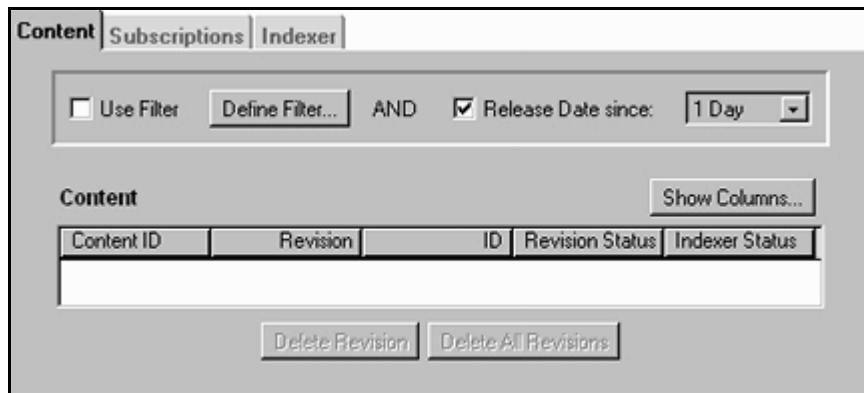 Content Subscriptions Indexer
Use Filter Define Filter... AND Release Date since: 1 Day
Content Show Columns...
Content ID Revision ID Revision Status Indexer Status
Delete Revision Delete All Revisions